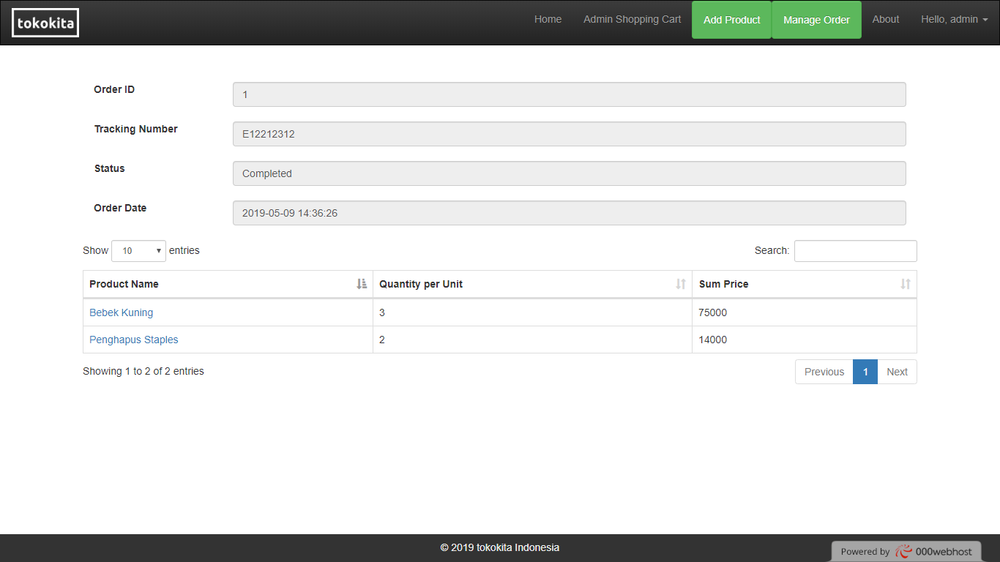 tokokita Home Admin Shopping Cart Add Product Manage Order About Hello, admin
Order ID 1
Tracking Number E12212312
Status Completed
Order Date 2019-05-09 14:36:26
Show 10 entries Search:
Product Name Quantity per Unit Sum Price
Bebek Kuning 3 75000
Penghapus Staples 2 14000
Showing 1 to 2 of 2 entries Previous 1 Next
© 2019 tokokita Indonesia
Powered by 000webhost